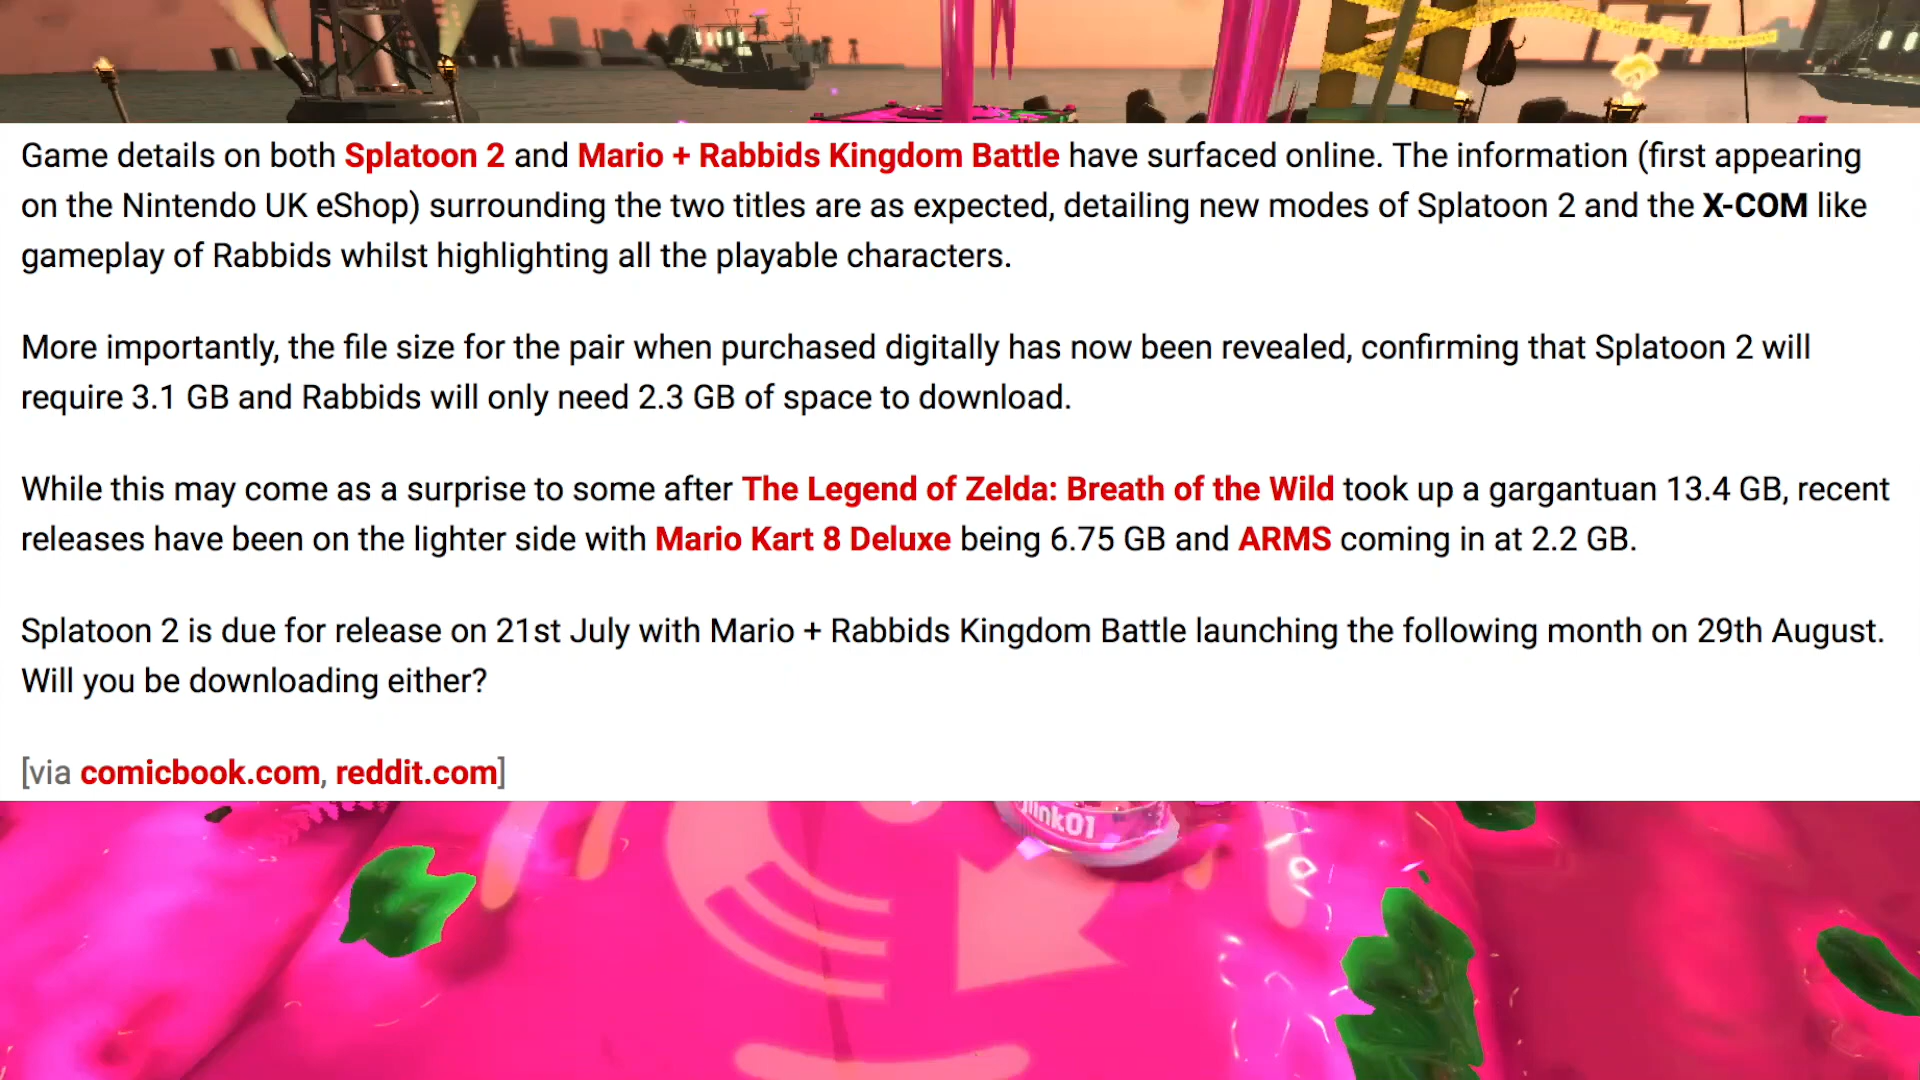 Game details on both Splatoon 2 and Mario + Rabbids Kingdom Battle have surfaced online. The information (first appearing
on the Nintendo UK eShop) surrounding the two titles are as expected, detailing new modes of Splatoon 2 and the X-COM like
gameplay of Rabbids whilst highlighting all the playable characters.
More importantly, the file size for the pair when purchased digitally has now been revealed, confirming that Splatoon 2 will
require 3.1 GB and Rabbids will only need 2.3 GB of space to download.
While this may come as a surprise to some after The Legend of Zelda: Breath of the Wild took up a gargantuan 13.4 GB, recent
releases have been on the lighter side with Mario Kart 8 Deluxe being 6.75 GB and ARMS coming in at 2.2 GB.
Splatoon 2 is due for release on 21st July with Mario + Rabbids Kingdom Battle launching the following month on 29th August.
Will you be downloading either?
[via comicbook.com, reddit.com]